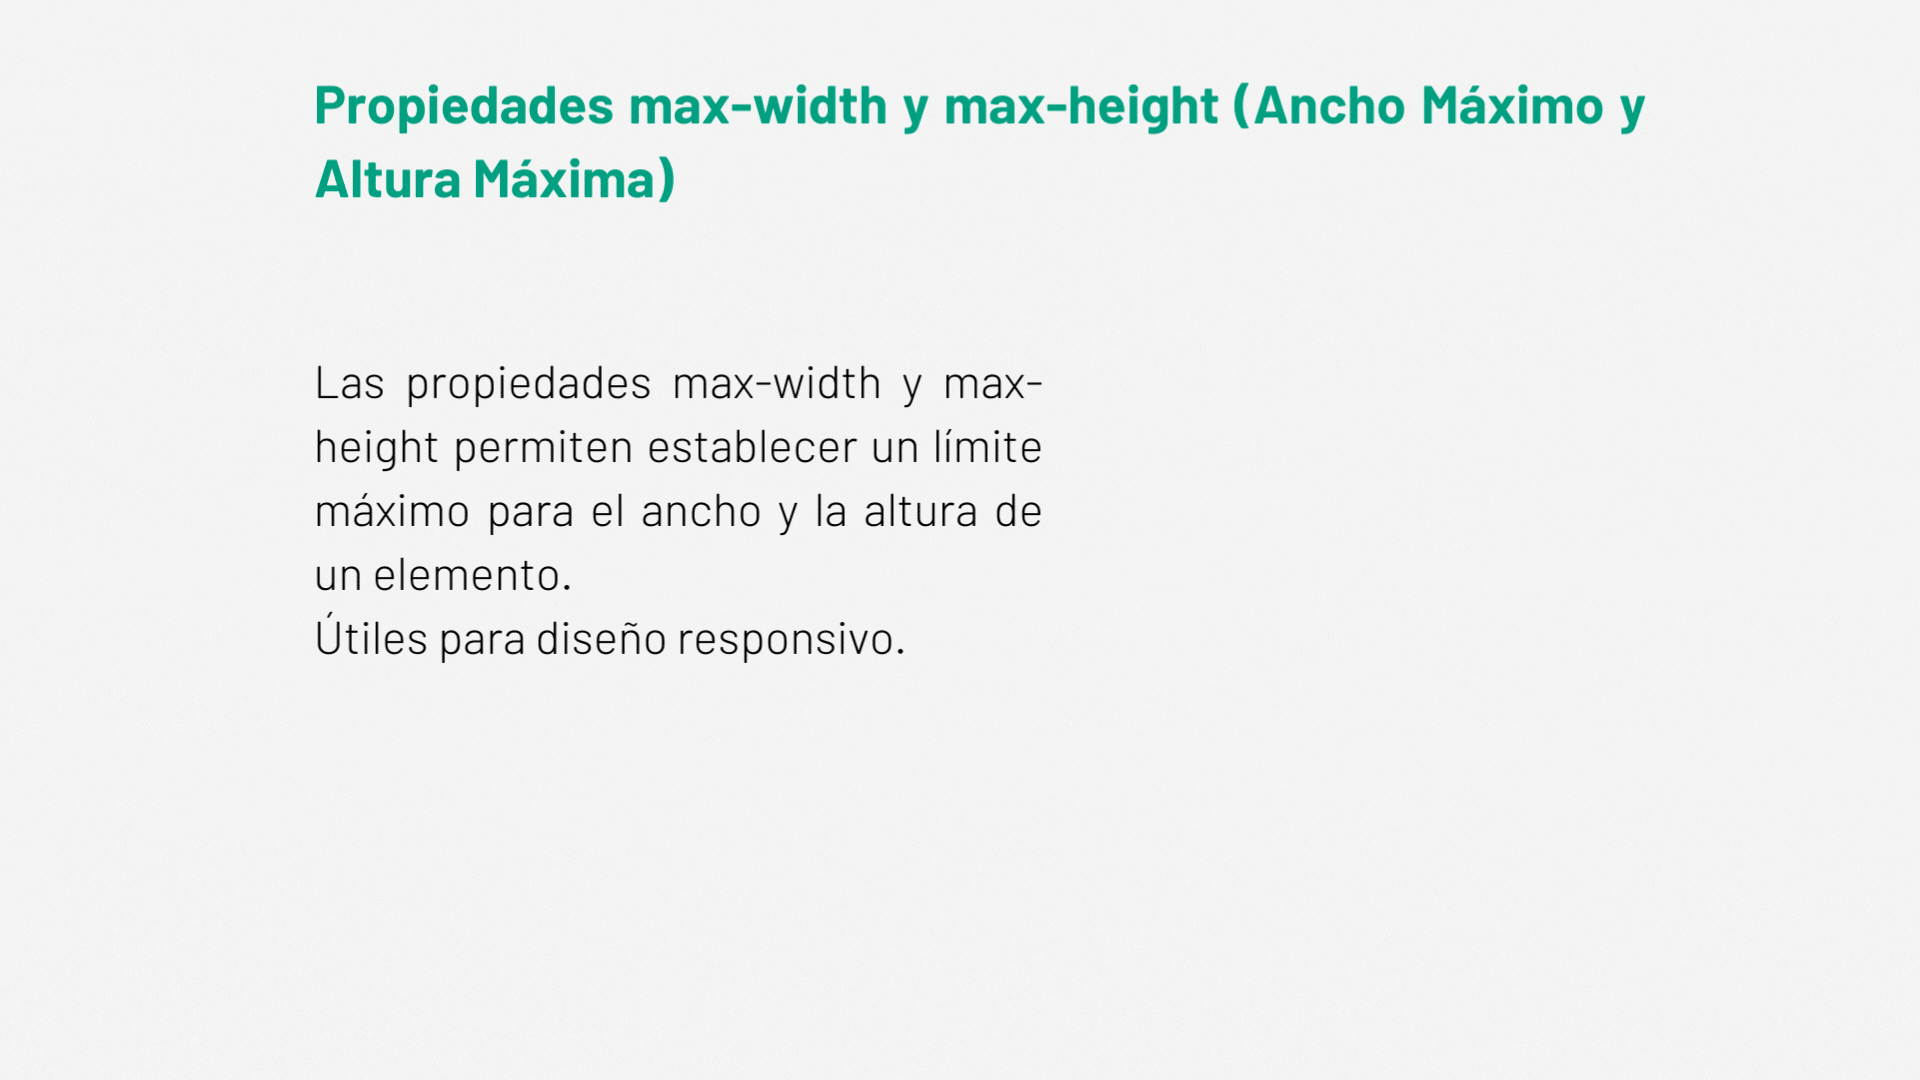 Propiedades max-width y max-height (Ancho Máximo y
Altura Máxima)
Las propiedades max-width y max-
height permiten establecer un límite
máximo para el ancho y la altura de
un elemento.
Útiles para diseño responsivo.